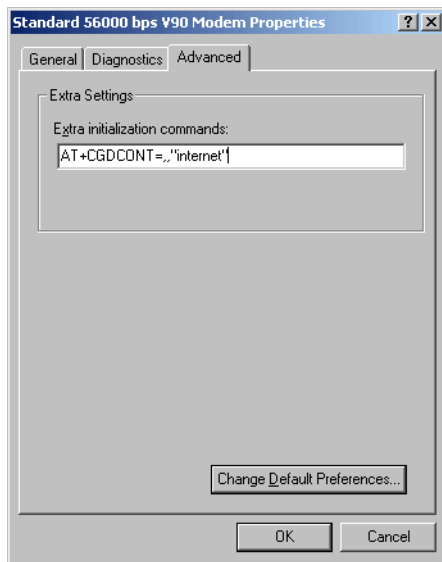 Standard 56000 bps V90 Modem Properties
General Diagnostics Advanced
Extra Settings
Extra initialization commands:
AT+CGDCONT=,,"internet"
Change Default Preferences...
OK Cancel